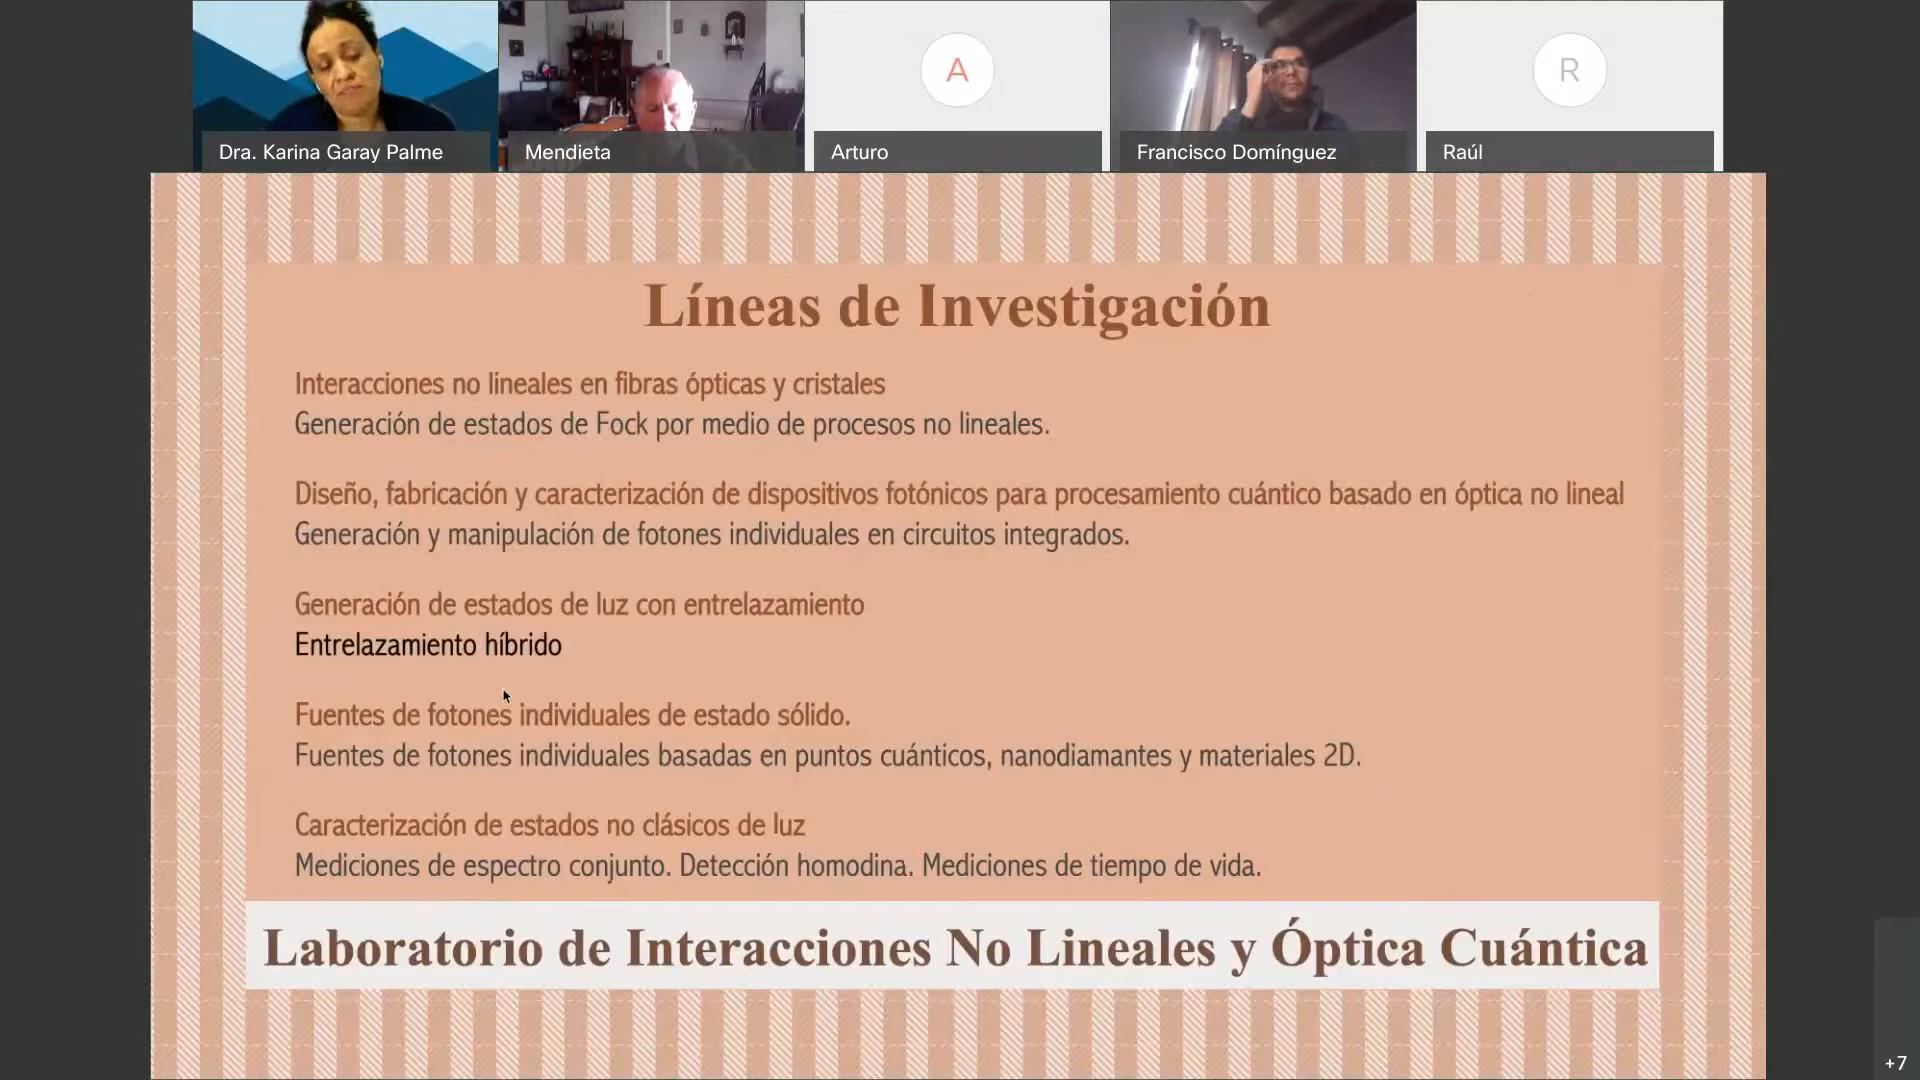 Dra. Karina Garay Palme
Mendieta
A
Arturo
Francisco Domínguez
R
Raúl
Líneas de Investigación
Interacciones no lineales en fibras ópticas y cristales
Generación de estados de Fock por medio de procesos no lineales.
Diseño, fabricación y caracterización de dispositivos fotónicos para procesamiento cuántico basado en óptica no lineal
Generación y manipulación de fotones individuales en circuitos integrados.
Generación de estados de luz con entrelazamiento
Entrelazamiento híbrido
Fuentes de fotones individuales de estado sólido.
Fuentes de fotones individuales basadas en puntos cuánticos, nanodiamantes y materiales 2D.
Caracterización de estados no clásicos de luz
Mediciones de espectro conjunto. Detección homodina. Mediciones de tiempo de vida.
Laboratorio de Interacciones No Lineales y Óptica Cuántica
+7